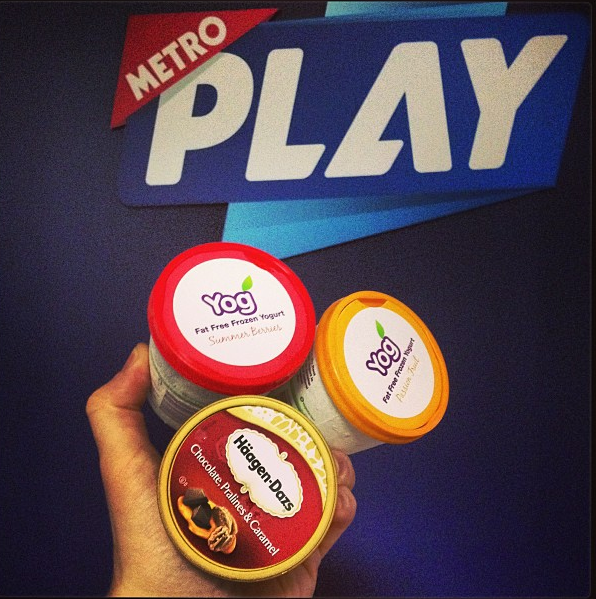 METRO
PLAY
Yog
Fat Free Frozen Yogurt
Summer Berries
Yog
Fat Free Frozen Yogurt
Passion Fruit
Häagen-Dazs
Chocolate, Pralines & Caramel